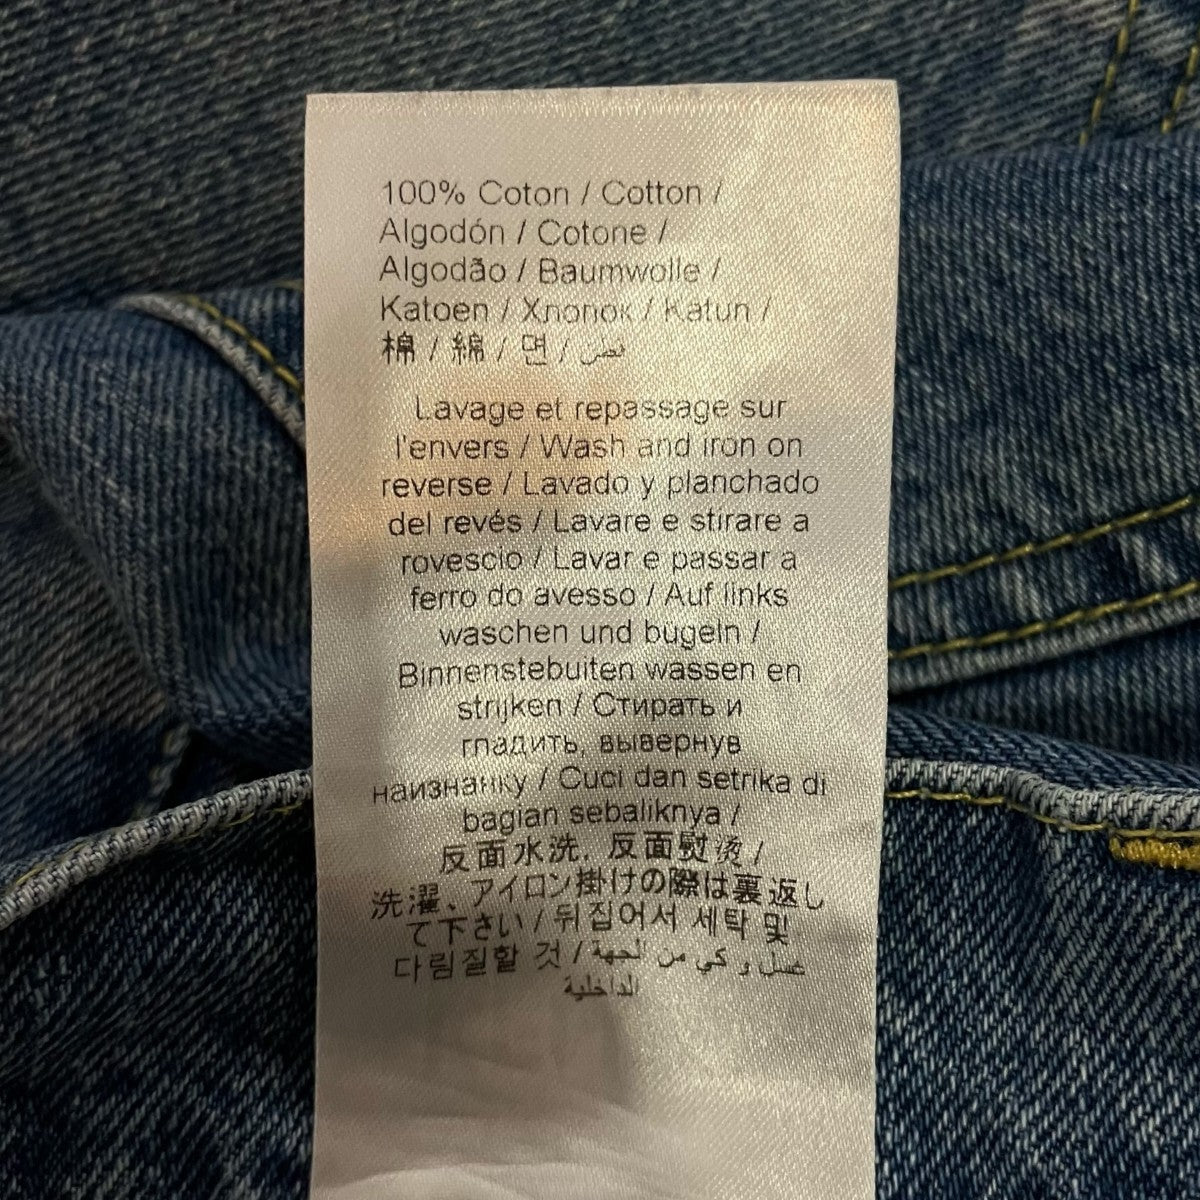 100% Coton / Cotton /
Algodón / Cotone /
Algodão / Baumwolle /
Katoen / Хлопок / Katun /
棉 / 綿 / 면 / قطن
Lavage et repassage sur
l'envers / Wash and iron on
reverse / Lavado y planchado
del revés / Lavare e stirare a
rovescio / Lavar e passar a
ferro do avesso / Auf links
waschen und bügeln /
Binnenstebuiten wassen en
strijken / Стирать и
гладить, вывернув
наизнанку / Cuci dan setrika di
bagian sebaliknya /
反面水洗, 反面熨烫 /
洗濯、アイロン掛けの際は裏返し
て下さい / 뒤집어서 세탁 및
다림질할 것 / غسل و كي من الجهة
الداخلية